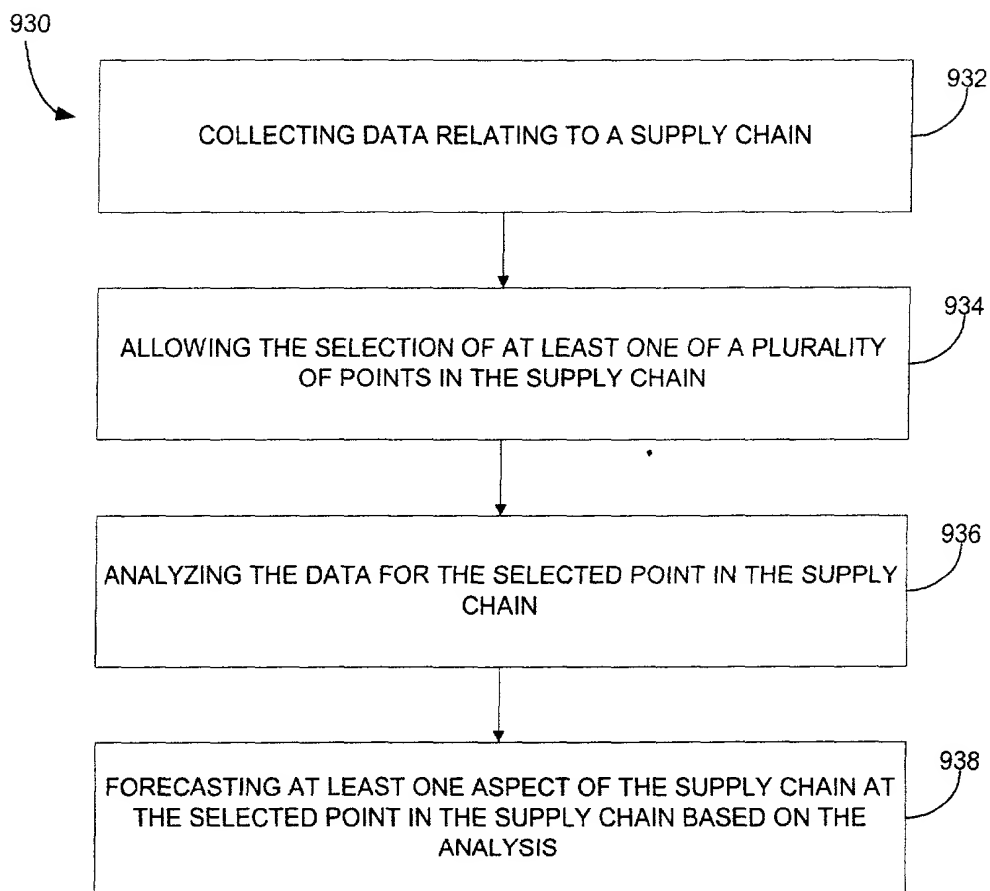 930
932
COLLECTING DATA RELATING TO A SUPPLY CHAIN
934
ALLOWING THE SELECTION OF AT LEAST ONE OF A PLURALITY
OF POINTS IN THE SUPPLY CHAIN
936
ANALYZING THE DATA FOR THE SELECTED POINT IN THE SUPPLY
CHAIN
938
FORECASTING AT LEAST ONE ASPECT OF THE SUPPLY CHAIN AT
THE SELECTED POINT IN THE SUPPLY CHAIN BASED ON THE
ANALYSIS